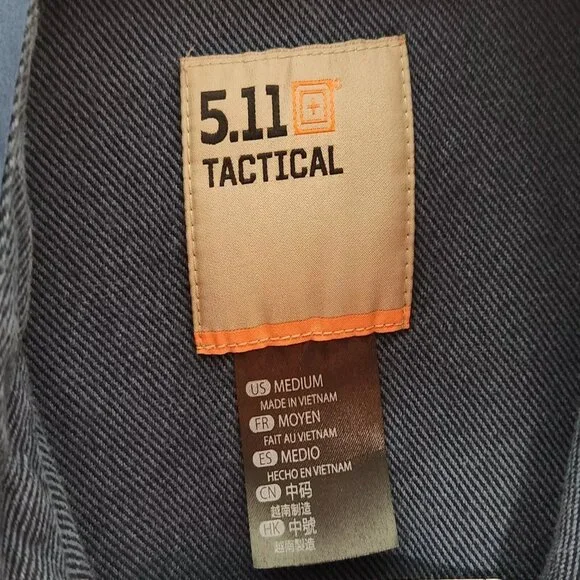 5.11
TACTICAL
US MEDIUM
MADE IN VIETNAM
FR MOYEN
FAIT AU VIETNAM
ES MEDIO
HECHO EN VIETNAM
CN 中码
越南制造
HK 中號
越南製造